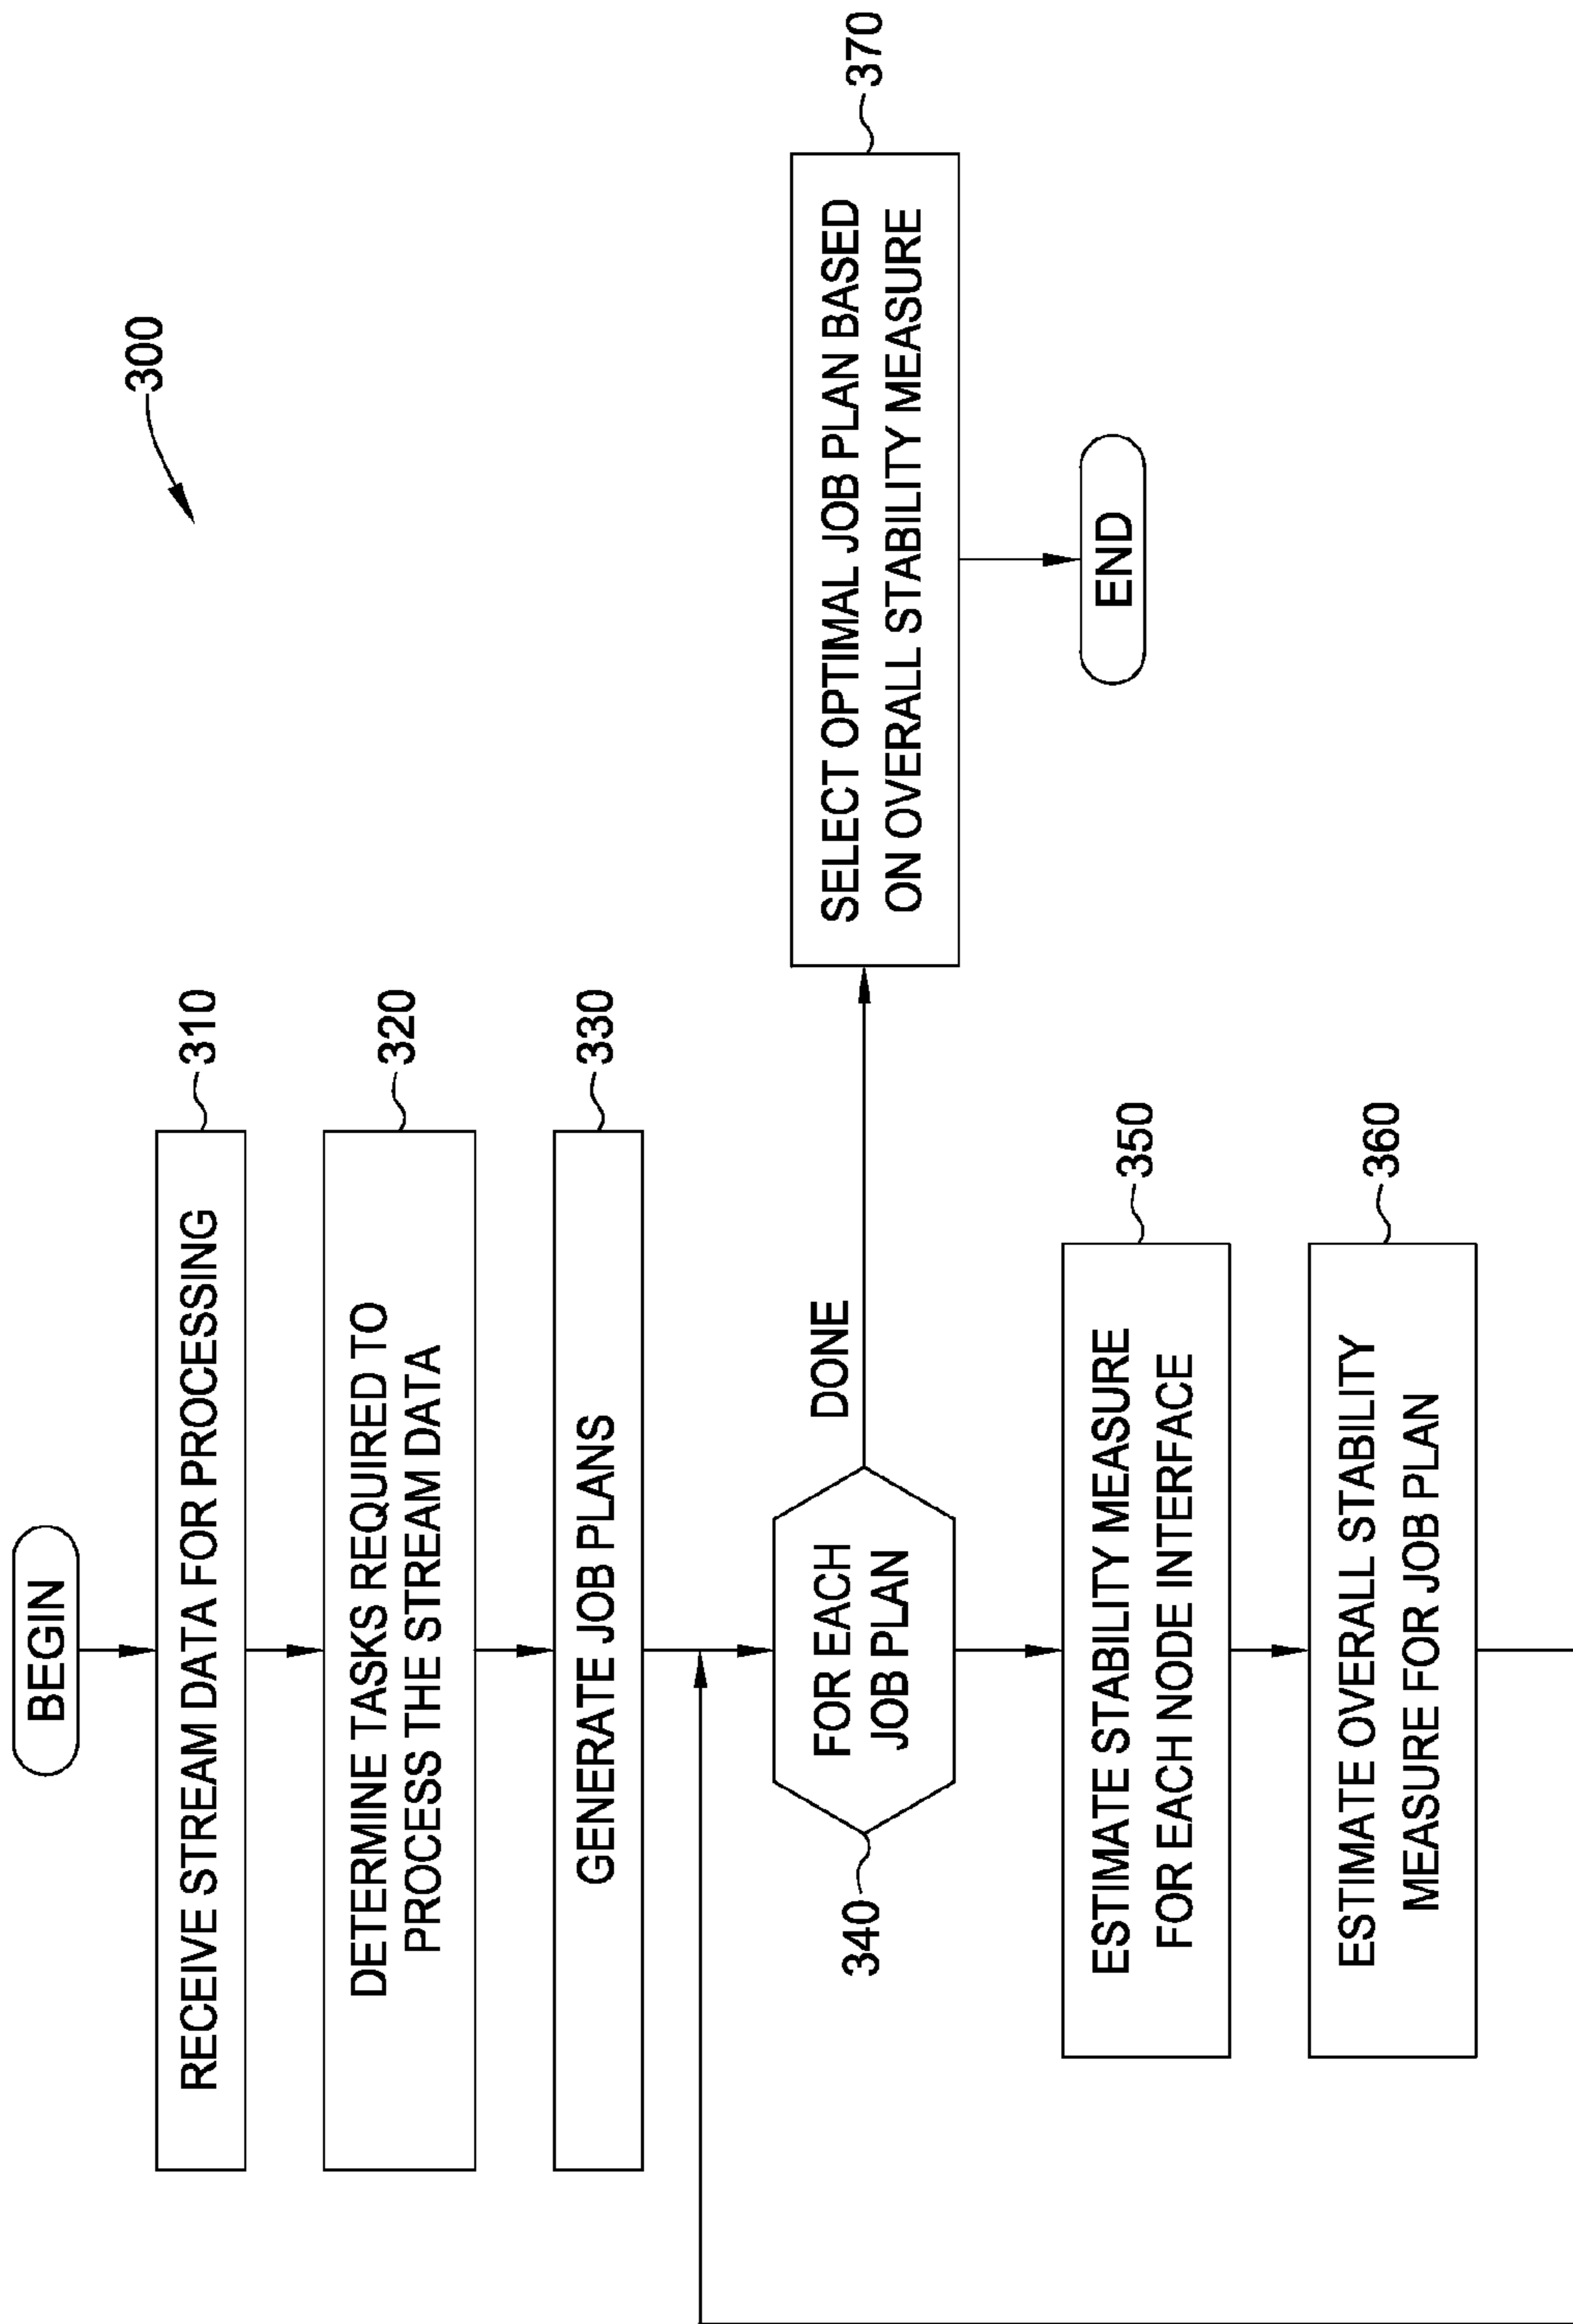 300
BEGIN
RECEIVE STREAM DATA FOR PROCESSING
310
DETERMINE TASKS REQUIRED TO
PROCESS THE STREAM DATA
320
GENERATE JOB PLANS
330
FOR EACH
JOB PLAN
340
DONE
SELECT OPTIMAL JOB PLAN BASED
ON OVERALL STABILITY MEASURE
370
END
ESTIMATE STABILITY MEASURE
FOR EACH NODE INTERFACE
350
ESTIMATE OVERALL STABILITY
MEASURE FOR JOB PLAN
360